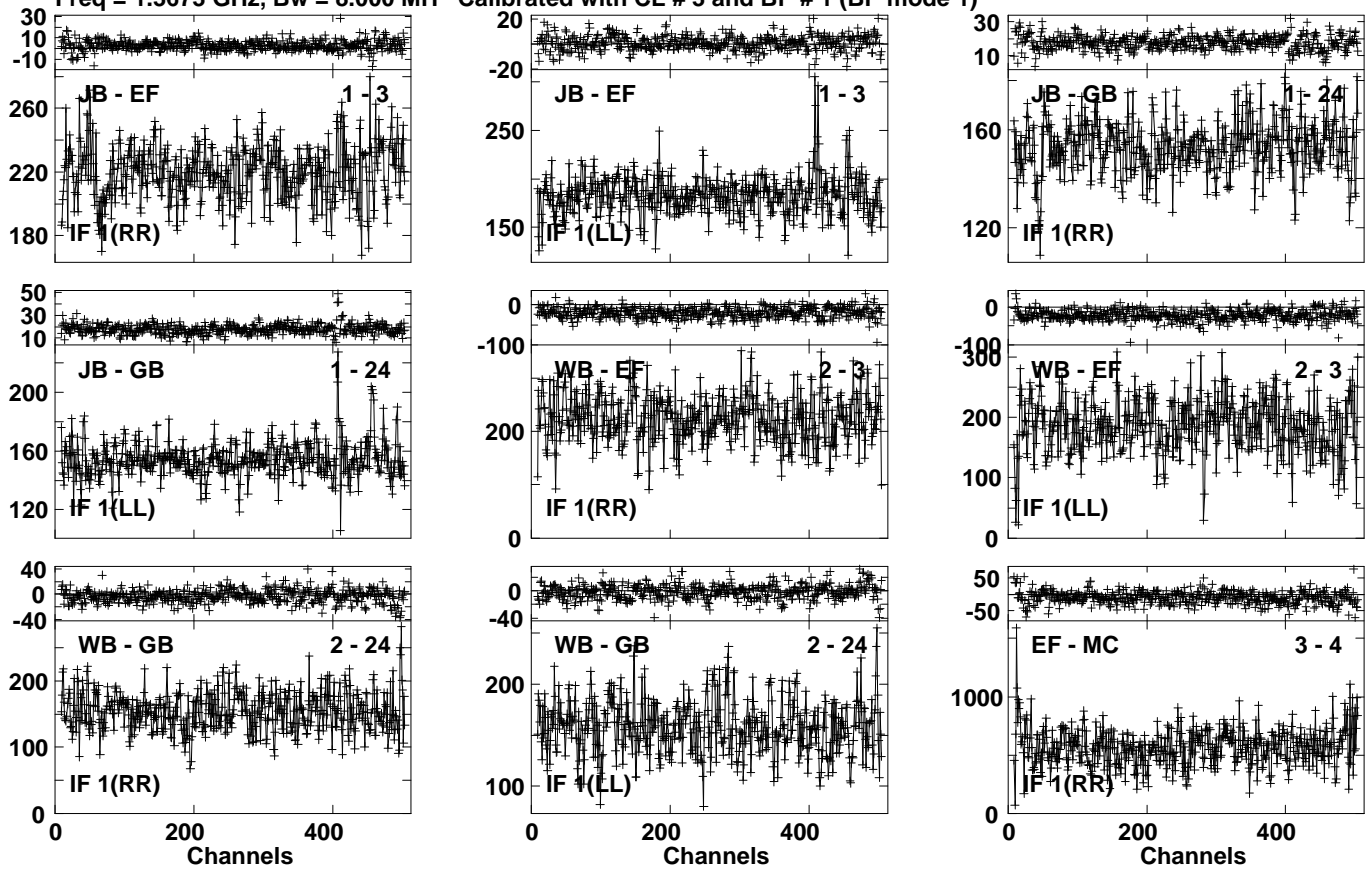 Freq = GHz, Bw = 8.000 Calibrated with CL # and BP # 1 (BP mode 1)
30
10
-10
20
-20
30
10
JB - EF 1 - 3
260
220
180
IF 1(RR)
JB - EF 1 - 3
250
150
IF 1(LL)
JB - GB 1 - 24
160
120
IF 1(RR)
50
30
10
0
-100
0
-100
JB - GB 1 - 24
200
160
120
IF 1(LL)
WB - EF 2 - 3
200
0
IF 1(RR)
WB - EF 2 - 3
300
200
100
0
IF 1(LL)
40
0
-40
40
0
-40
50
-50
WB - GB 2 - 24
200
100
0
IF 1(RR)
WB - GB 2 - 24
200
100
IF 1(LL)
EF - MC 3 - 4
1000
0
IF 1(RR)
0 200 400
0 200 400
0 200 400
Channels
Channels
Channels